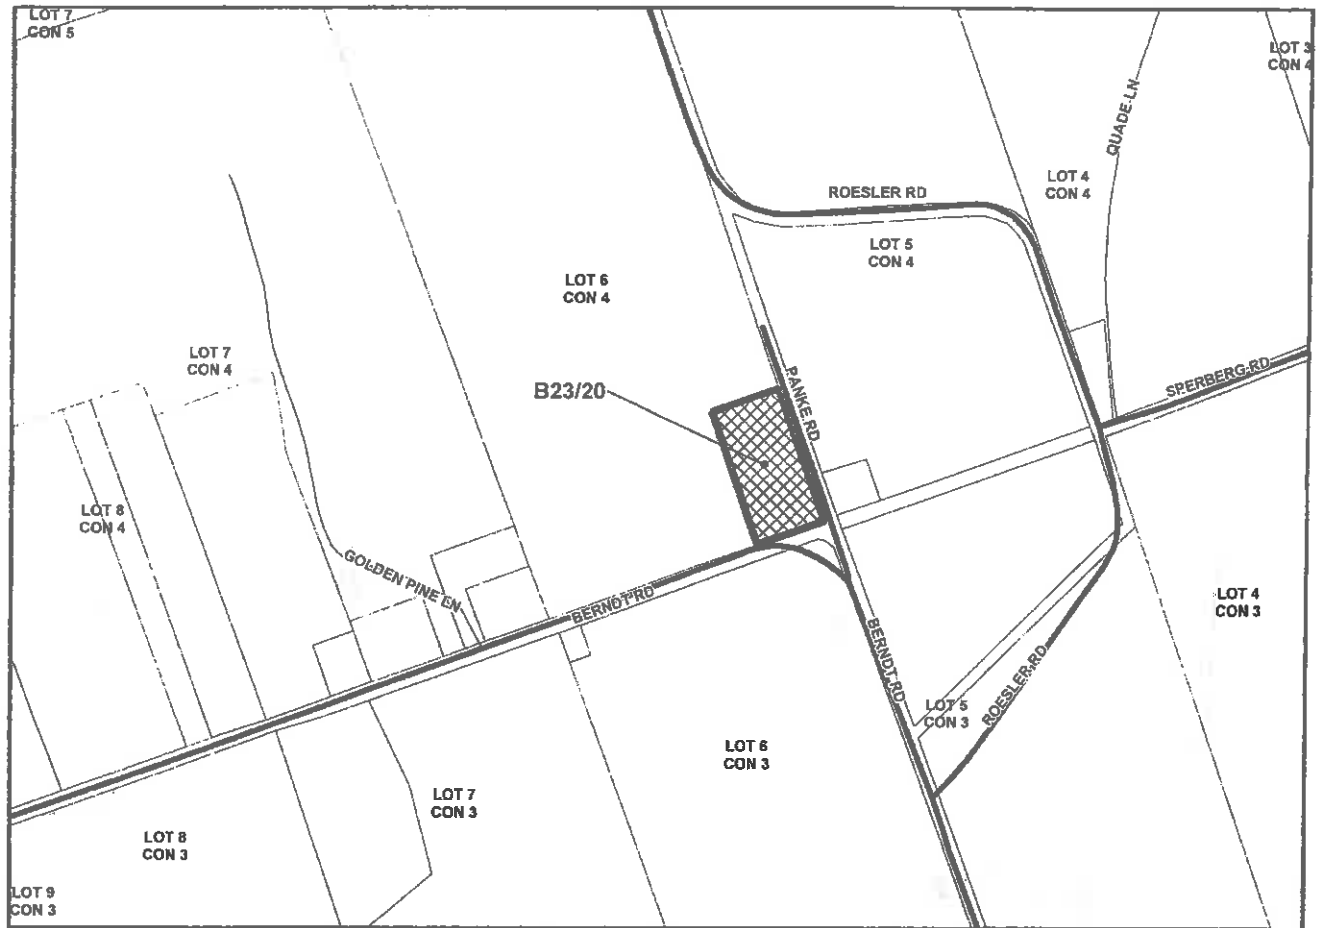 LOT 7
CON 5
LOT 3
CON 4
QUADE LN
LOT 4
CON 4
ROESLER RD
LOT 5
CON 4
LOT 6
CON 4
LOT 7
CON 4
B23/20
PANKE RD
SPERBERG RD
LOT 8
CON 4
GOLDEN PINE LN
BERNDT RD
LOT 4
CON 3
BERNDT RD
ROESLER RD
LOT 5
CON 3
LOT 6
CON 3
LOT 7
CON 3
LOT 8
CON 3
LOT 9
CON 3